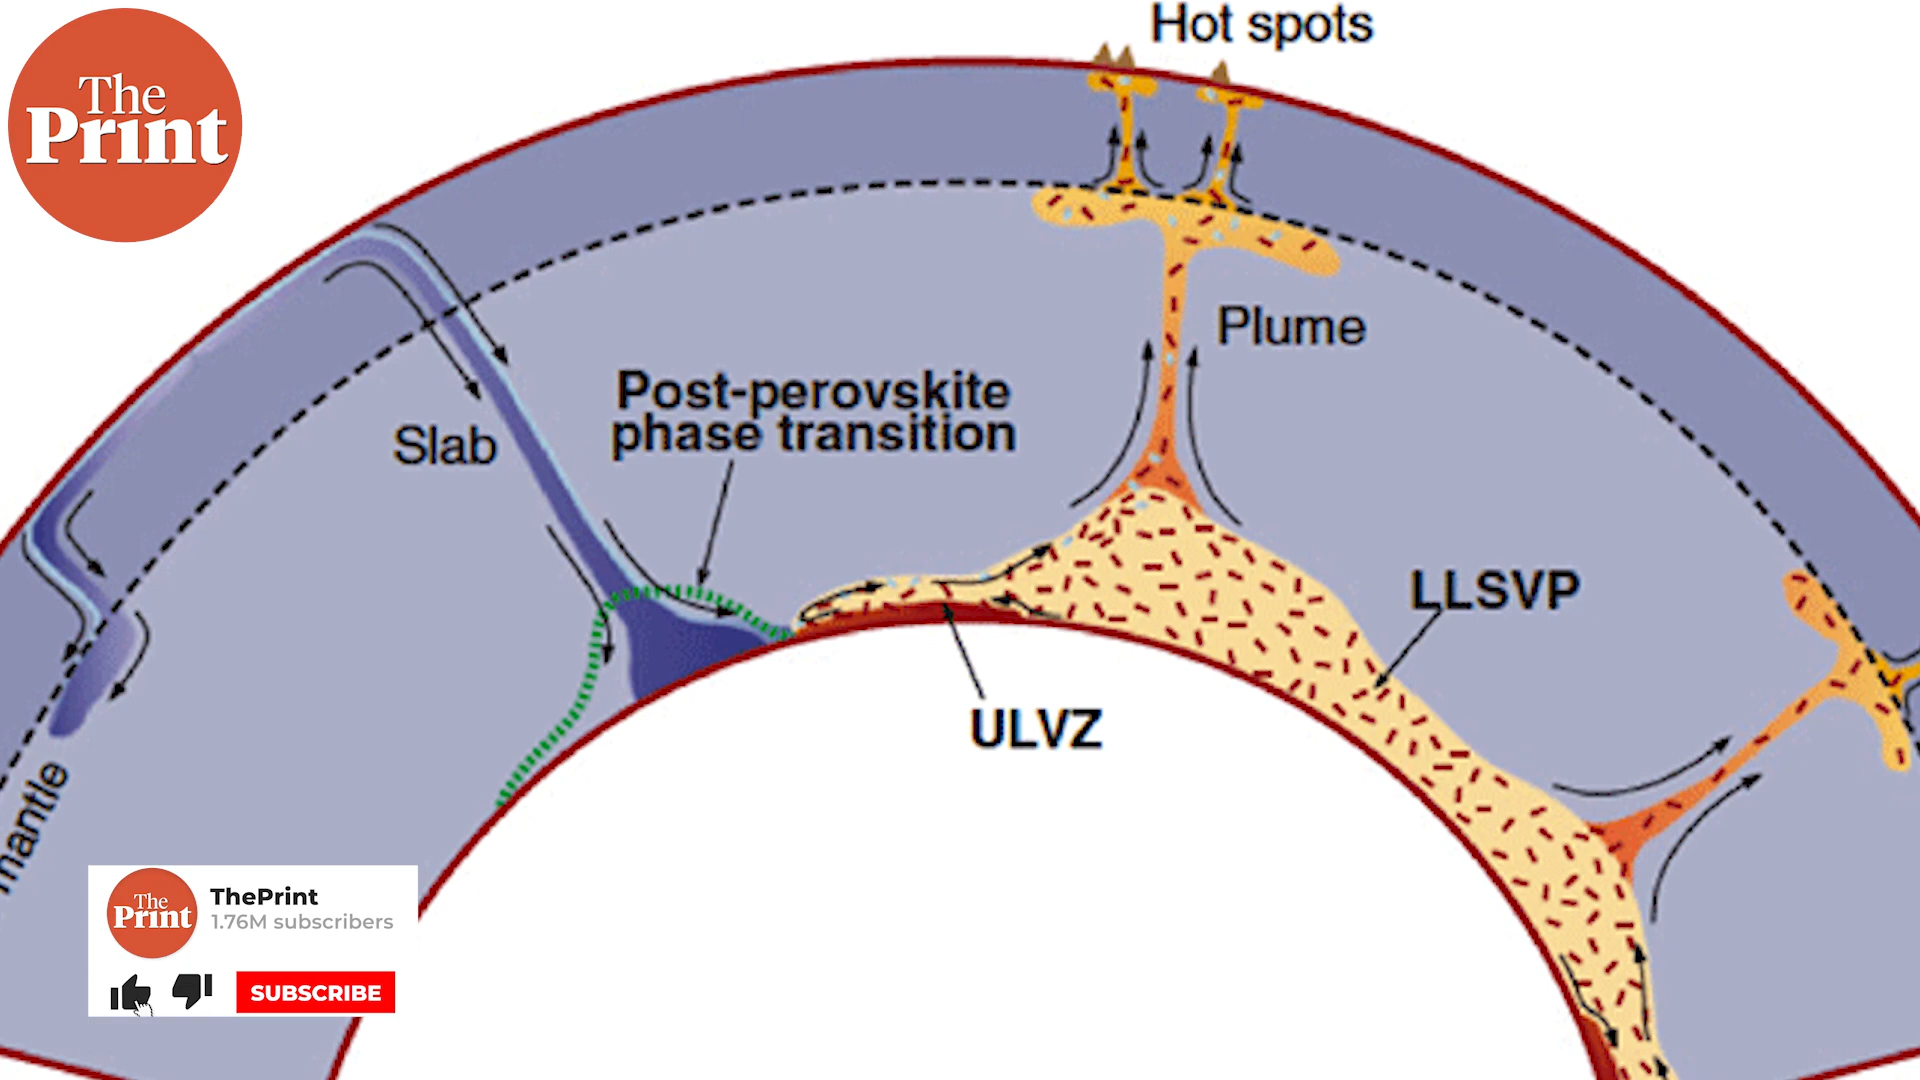 The
Print
Hot spots
Plume
Post-perovskite
phase transition
Slab
LLSVP
ULVZ
mantle
The
Print
ThePrint
1.76M subscribers
SUBSCRIBE